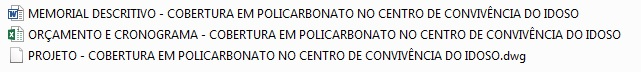 MEMORIAL DESCRITIVO - COBERTURA EM POLICARBONATO NO CENTRO DE CONVIVÊNCIA DO IDOSO
ORÇAMENTO E CRONOGRAMA - COBERTURA EM POLICARBONATO NO CENTRO DE CONVIVÊNCIA DO IDOSO
PROJETO - COBERTURA EM POLICARBONATO NO CENTRO DE CONVIVÊNCIA DO IDOSO.dwg